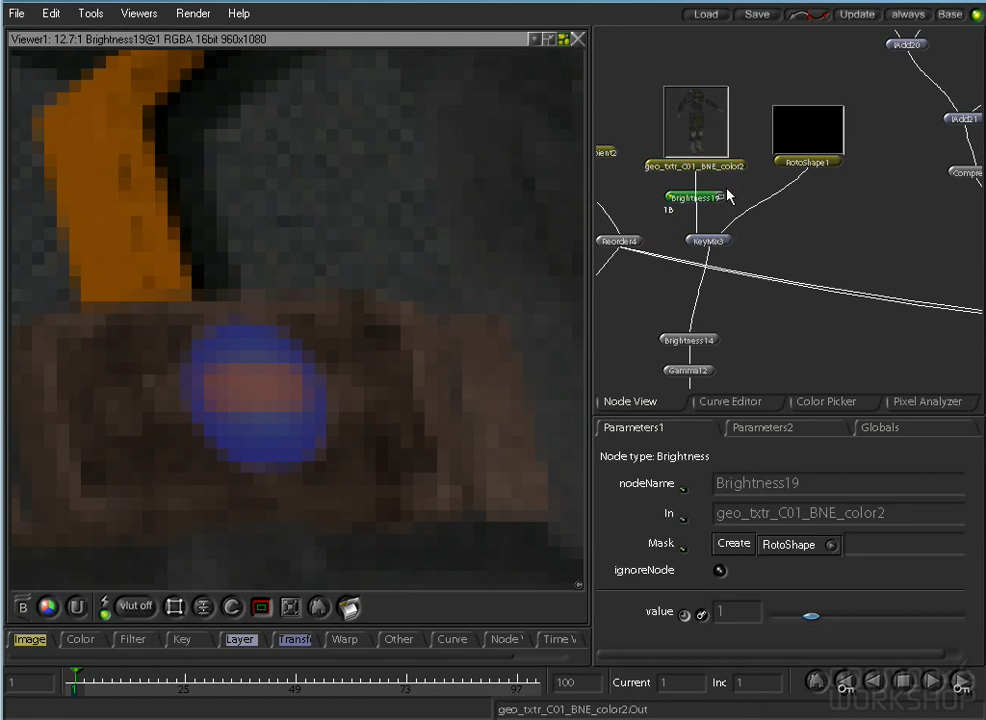 File Edit Tools Viewers Render Help Load Save Update always Base
Viewer1: 12.7:1 Brightness19@1 RGBA 16bit 960x1080
IAdd20
IAdd21
geo_txtr_C01_BNE_color2
RotoShape1
Brightness19
Reorder4
KeyMix3
Brightness14
Gamma12
Node View Curve Editor Color Picker Pixel Analyzer
Parameters1 Parameters2 Globals
Node type: Brightness
nodeName Brightness19
In geo_txtr_C01_BNE_color2
Mask Create RotoShape
ignoreNode
value 1
B U vlut off
Image Color Filter Key Layer Transf Warp Other Curve Node Time
1 1 25 49 73 97 100 Current 1 Inc 1
geo_txtr_C01_BNE_color2.Out
WORKSHOP